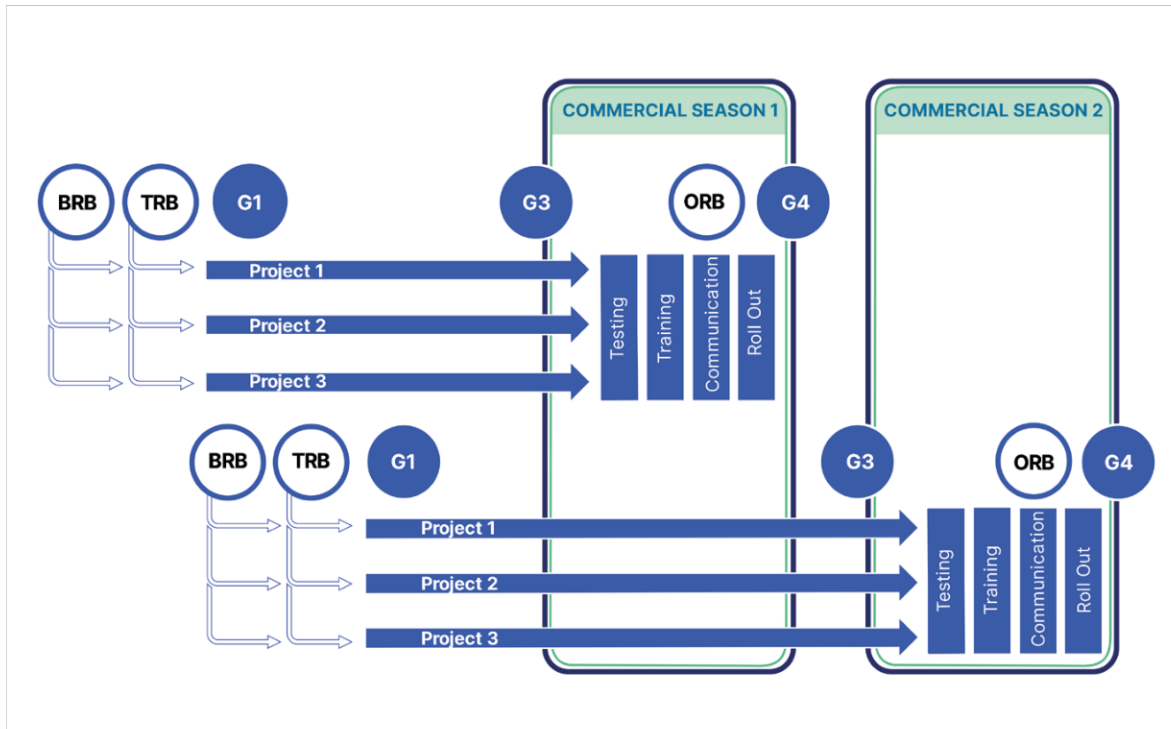 COMMERCIAL SEASON 1
COMMERCIAL SEASON 2
BRB
TRB
G1
G3
ORB
G4
Project 1
Project 2
Project 3
Testing
Training
Communication
Roll Out
BRB
TRB
G1
G3
ORB
G4
Project 1
Project 2
Project 3
Testing
Training
Communication
Roll Out